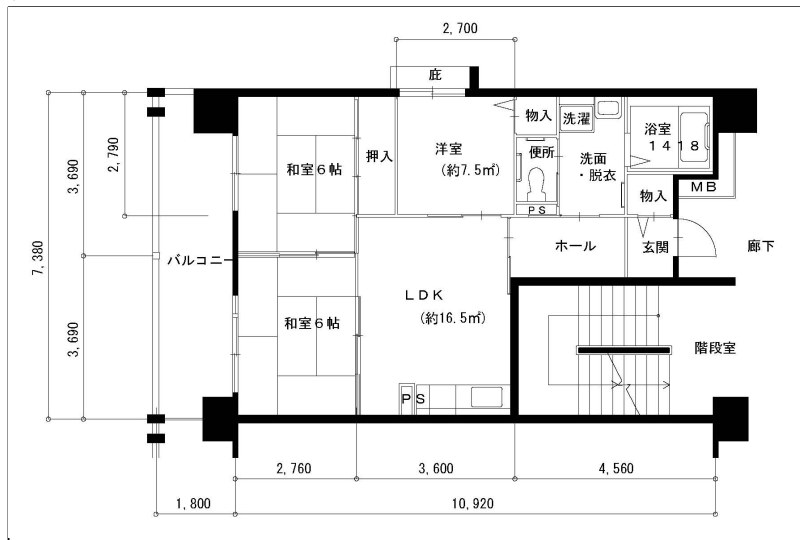 2,700
庇
物入
洗濯
浴室
1418
3,690
2,790
押入
洋室
(約7.5㎡)
便所
洗面
・脱衣
和室6帖
MB
PS
物入
7,380
バルコニー
ホール
玄関
廊下
LDK
(約16.5㎡)
和室6帖
3,690
階段室
PS
2,760
3,600
4,560
1,800
10,920